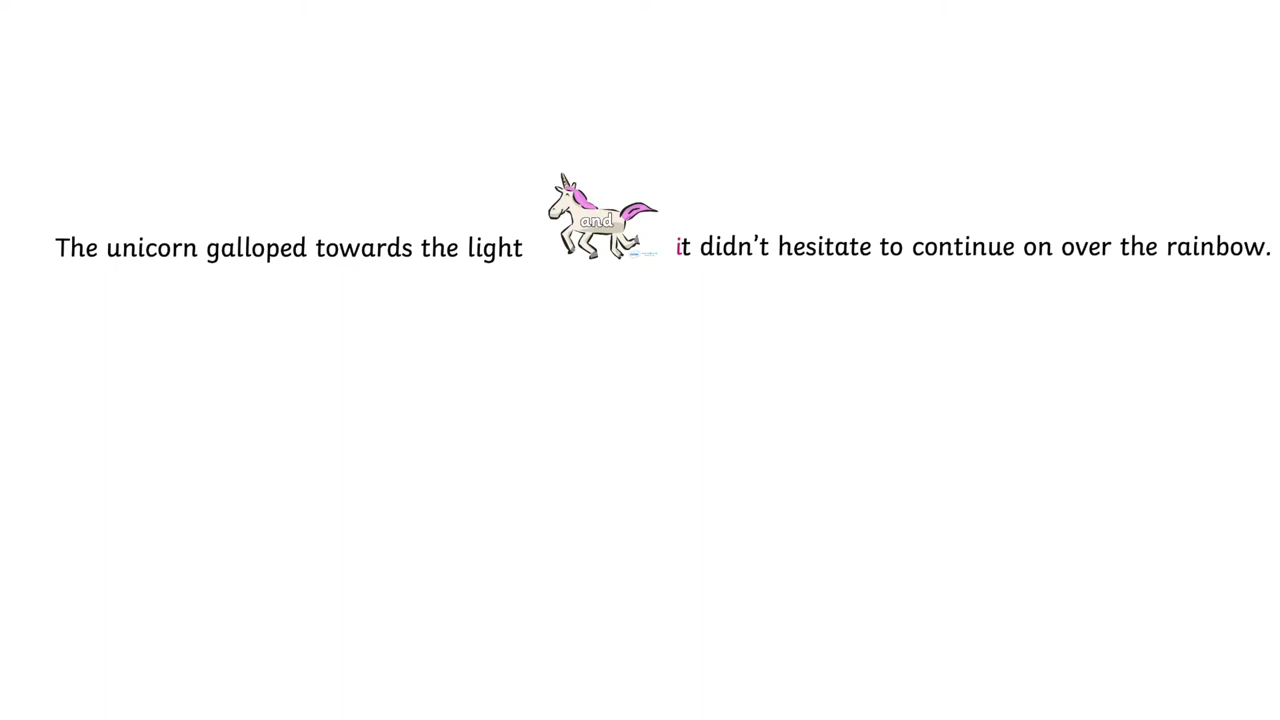 The unicorn galloped towards the light and it didn't hesitate to continue on over the rainbow.